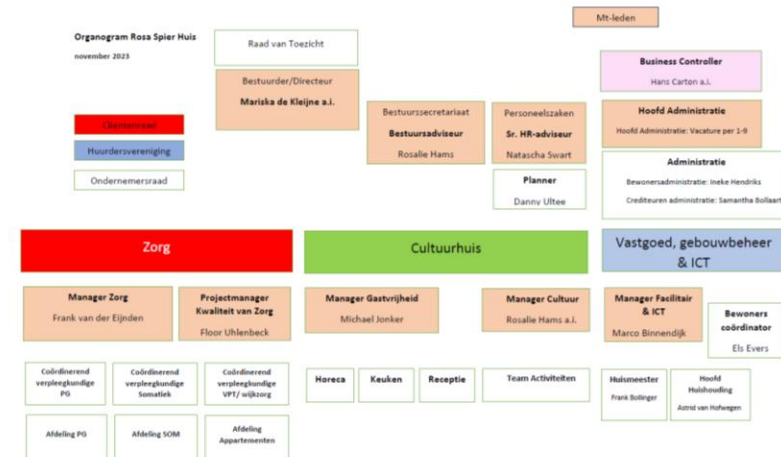 Mt-leden
Organogram Rosa Spier Huis
november 2023
Raad van Toezicht
Bestuurder/Directeur
Mariska de Kleijne a.i.
Business Controller
Hans Carton a.i.
Cliëntenraad
Huurdersvereniging
Ondernemersraad
Bestuurssecretariaat
Bestuursadviseur
Rosalie Hams
Personeelszaken
Sr. HR-adviseur
Natascha Swart
Planner
Danny Ultee
Hoofd Administratie
Hoofd Administratie: Vacature per 1-9
Administratie
Bewonersadministratie: Ineke Hendriks
Crediteuren administratie: Samantha Bollaart
Zorg
Cultuurhuis
Vastgoed, gebouwbeheer
& ICT
Manager Zorg
Frank van der Eijnden
Projectmanager
Kwaliteit van Zorg
Floor Uhlenbeck
Manager Gastvrijheid
Michael Jonker
Manager Cultuur
Rosalie Hams a.i.
Manager Facilitair
& ICT
Marco Binnendijk
Bewoners
coördinator
Els Evers
Coördinerend
verpleegkundige
PG
Coördinerend
verpleegkundige
Somatiek
Coördinerend
verpleegkundige
VPT/ wijkzorg
Horeca
Keuken
Receptie
Team Activiteiten
Huismeester
Frank Bollinger
Hoofd
Huishouding
Astrid van Hofwegen
Afdeling PG
Afdeling SOM
Afdeling
Appartementen